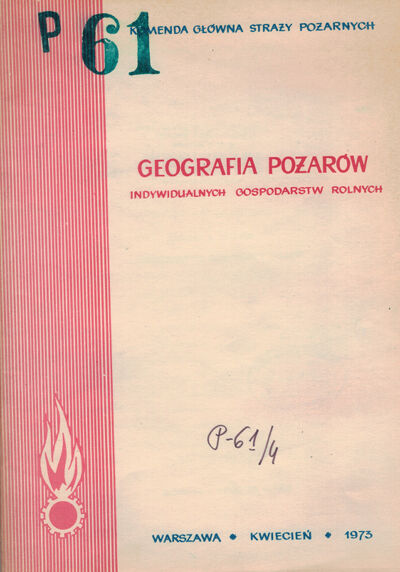 P 61
KOMENDA GŁÓWNA STRAŻY POŻARNYCH
GEOGRAFIA POŻARÓW
INDYWIDUALNYCH GOSPODARSTW ROLNYCH
P-61/4
WARSZAWA • KWIECIEŃ • 1973